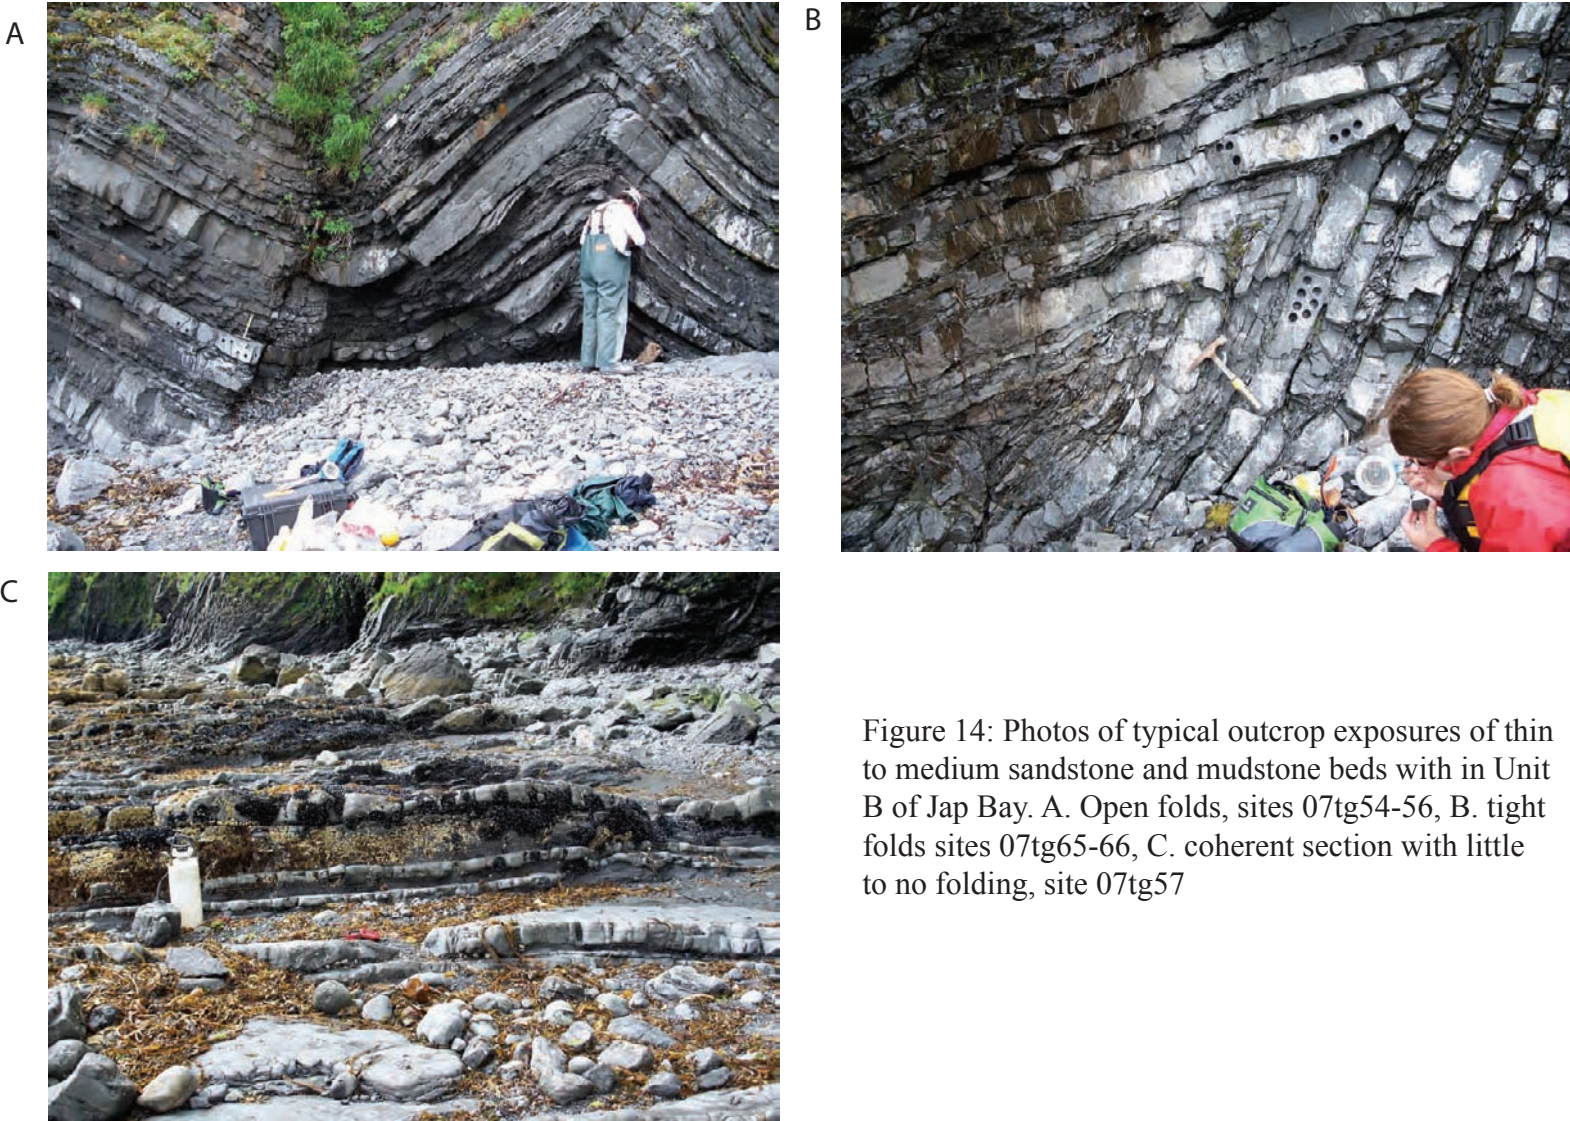 A
B
C
Figure 14: Photos of typical outcrop exposures of thin
to medium sandstone and mudstone beds with in Unit
B of Jap Bay. A. Open folds, sites 07tg54-56, B. tight
folds sites 07tg65-66, C. coherent section with little
to no folding, site 07tg57